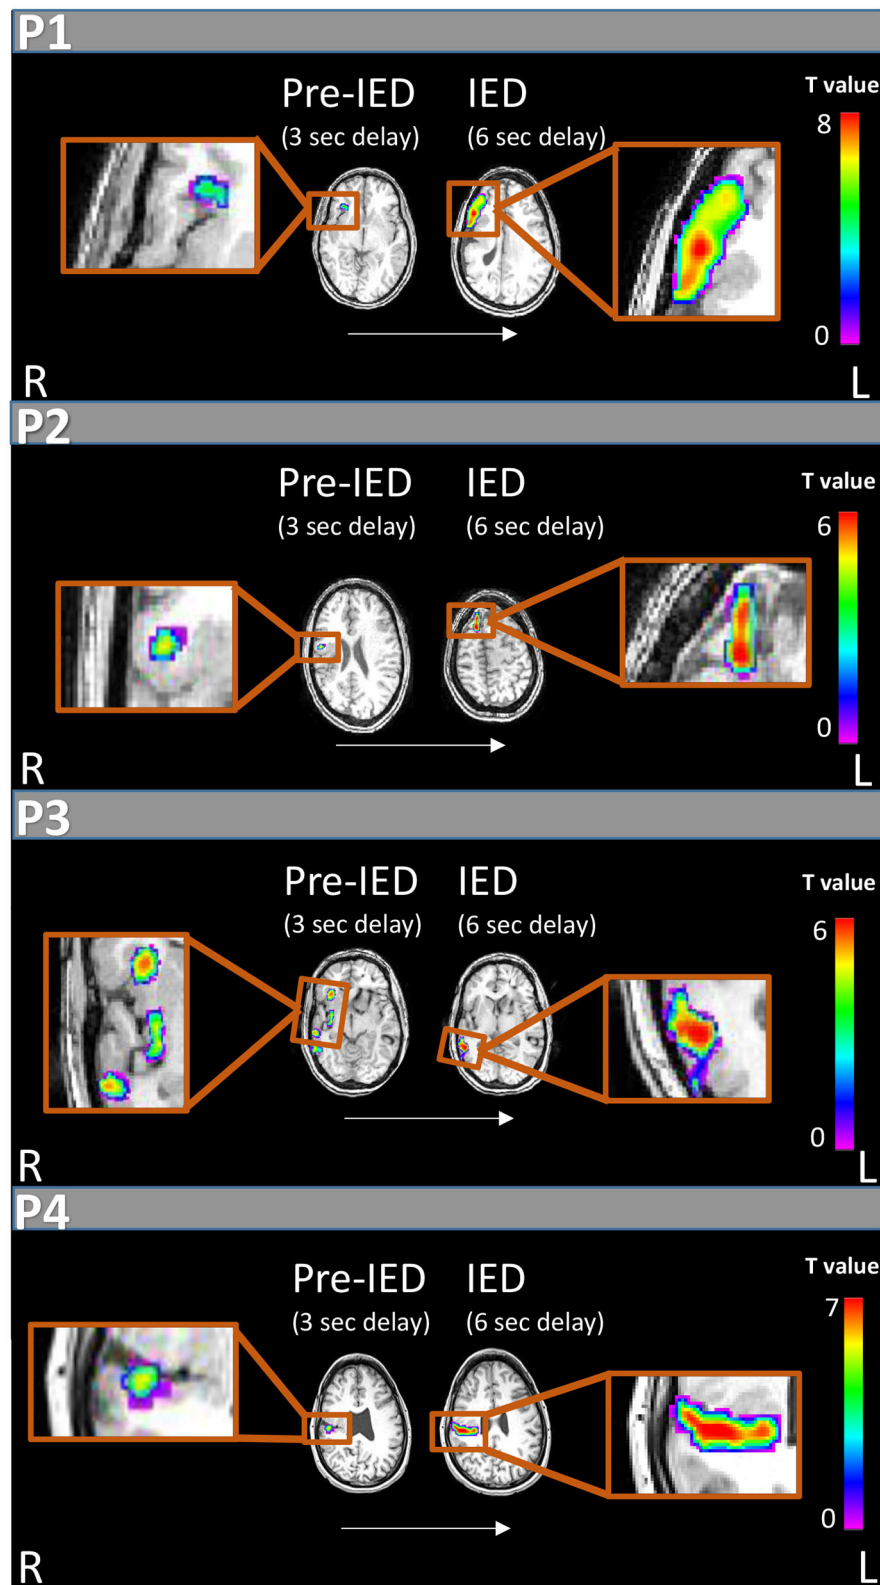 P1
Pre-IED IED
(3 sec delay) (6 sec delay)
T value
8
0
R L
P2
Pre-IED IED
(3 sec delay) (6 sec delay)
T value
6
0
R L
P3
Pre-IED IED
(3 sec delay) (6 sec delay)
T value
6
0
R L
P4
Pre-IED IED
(3 sec delay) (6 sec delay)
T value
7
0
R L